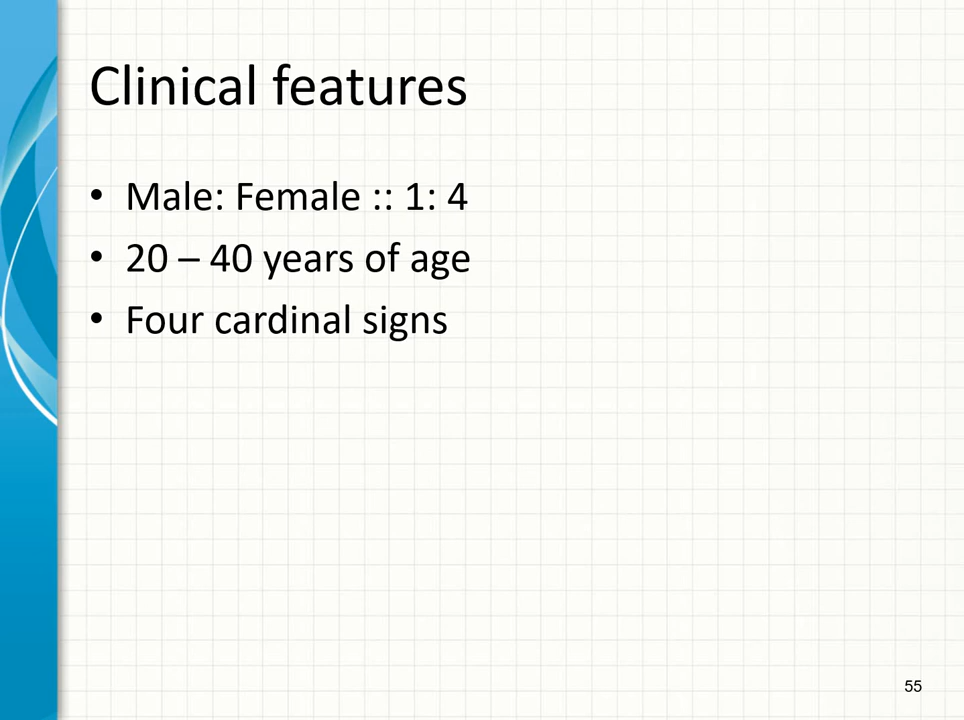 Clinical features
• Male: Female :: 1: 4
• 20 – 40 years of age
• Four cardinal signs
55